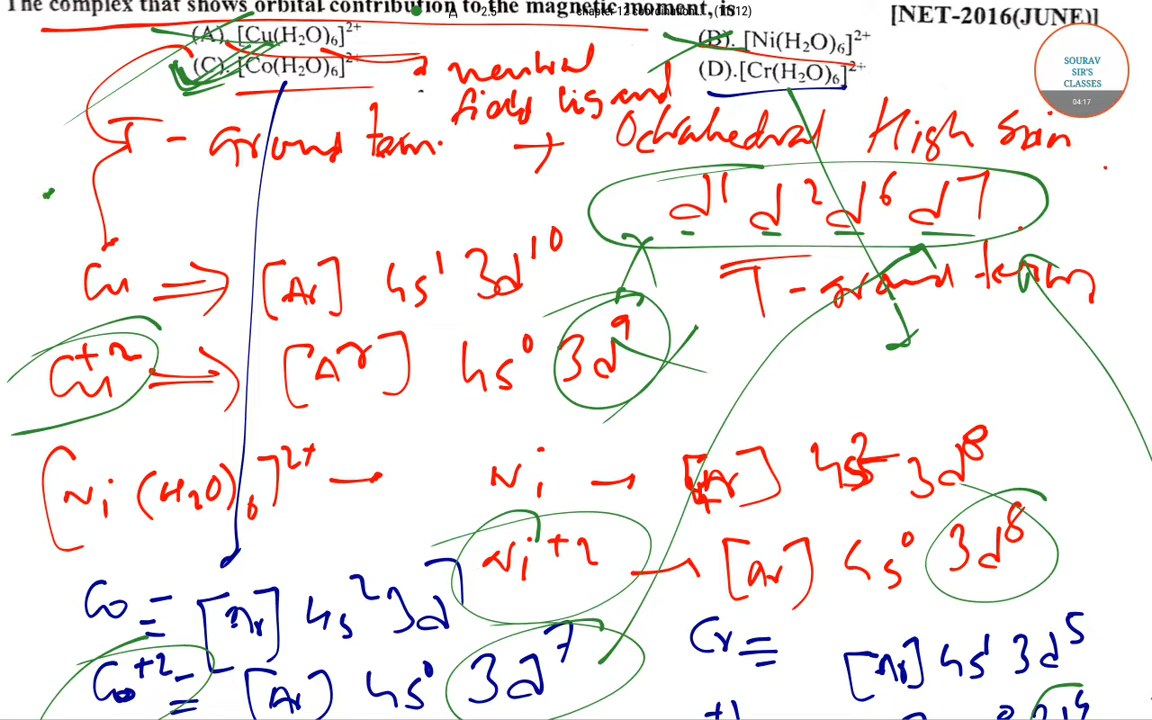 The complex that shows orbital contribution to the magnetic moment, is
[NET-2016(JUNE)]
(A). [Cu(H₂O)₆]²⁺ (B). [Ni(H₂O)₆]²⁺
(C). [Co(H₂O)₆]²⁺ (D).[Cr(H₂O)₆]²⁺
SOURAV
SIR'S
CLASSES
04:17
neutral
field ligand
T - Ground term. → Octahedral High Spin
d¹ d² d⁶ d⁷
T - ground term
Cu ⇒ [Ar] 4s¹ 3d¹⁰
Cu⁺² ⇒ [Ar] 4s⁰ 3d⁹
[Ni(H₂O)₆]²⁺ → Ni → [Ar] 4s² 3d⁸
Ni⁺² → [Ar] 4s⁰ 3d⁸
Co = [Ar] 4s² 3d⁷
Co⁺² = [Ar] 4s⁰ 3d⁷
Cr = [Ar] 4s¹ 3d⁵